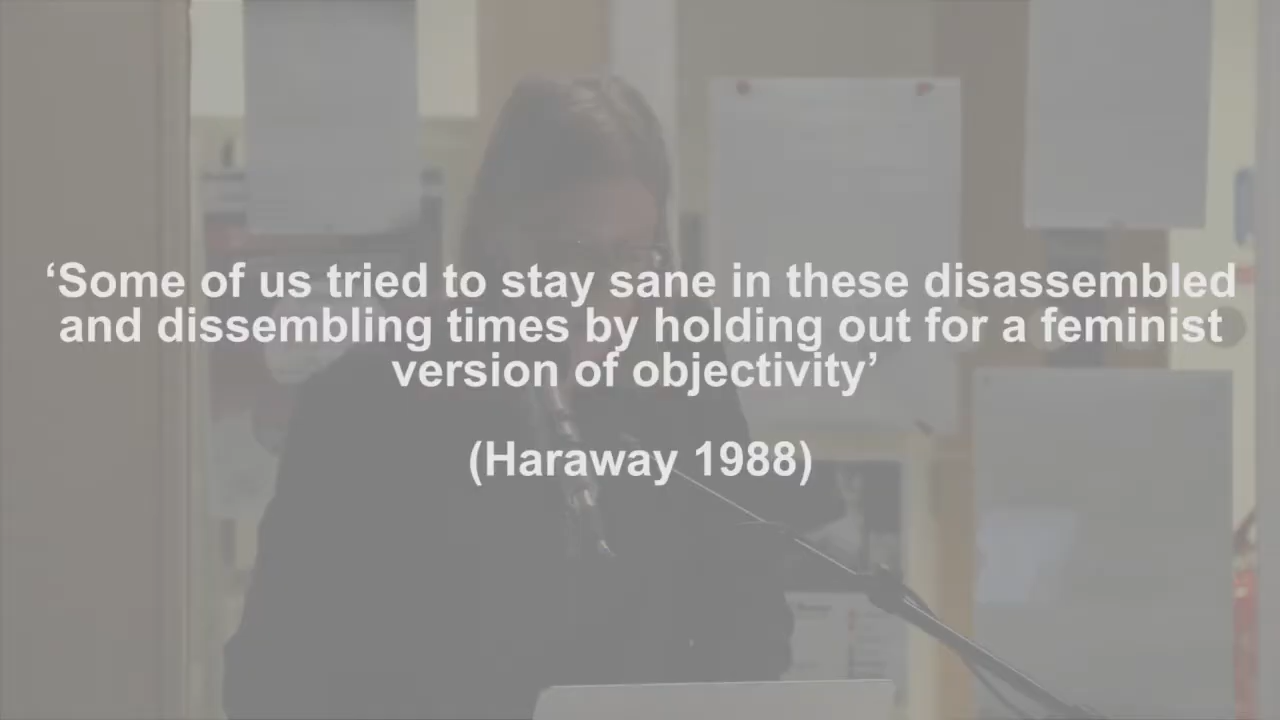 ‘Some of us tried to stay sane in these disassembled
and dissembling times by holding out for a feminist
version of objectivity’
(Haraway 1988)